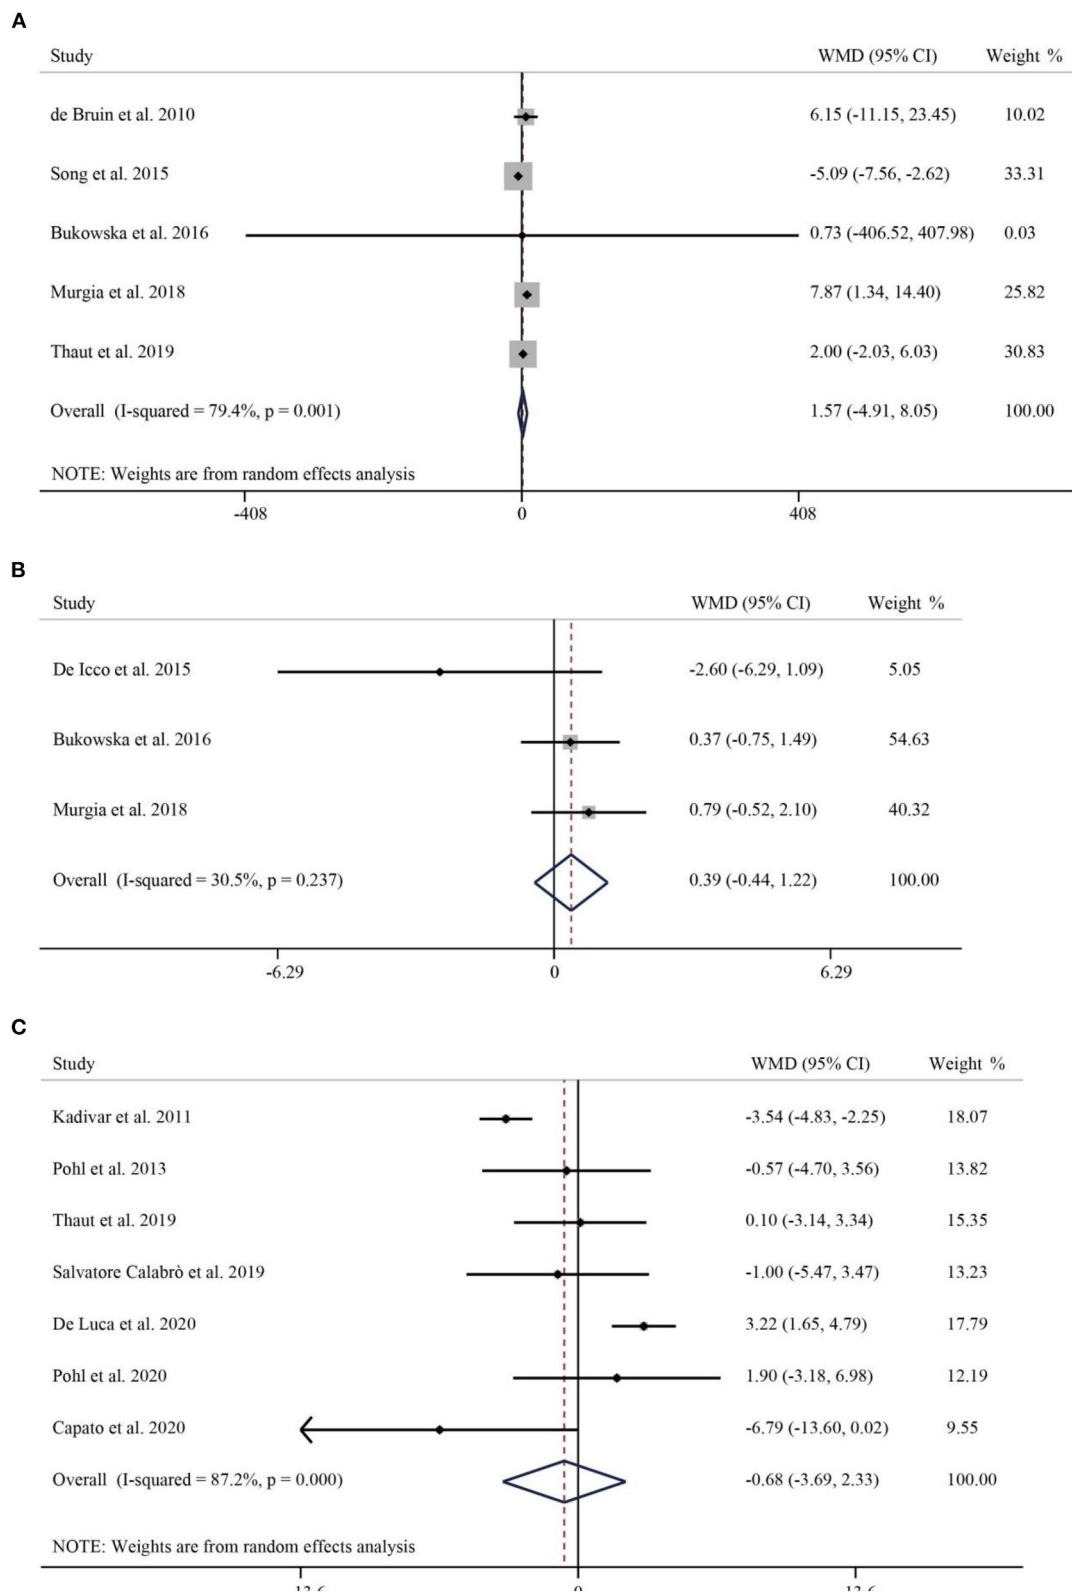 A
Study WMD (95% CI) Weight %
de Bruin et al. 2010 6.15 (-11.15, 23.45) 10.02
Song et al. 2015 -5.09 (-7.56, -2.62) 33.31
Bukowska et al. 2016 0.73 (-406.52, 407.98) 0.03
Murgia et al. 2018 7.87 (1.34, 14.40) 25.82
Thaut et al. 2019 2.00 (-2.03, 6.03) 30.83
Overall (I-squared = 79.4%, p = 0.001) 1.57 (-4.91, 8.05) 100.00
NOTE: Weights are from random effects analysis
-408 0 408
B
Study WMD (95% CI) Weight %
De Icco et al. 2015 -2.60 (-6.29, 1.09) 5.05
Bukowska et al. 2016 0.37 (-0.75, 1.49) 54.63
Murgia et al. 2018 0.79 (-0.52, 2.10) 40.32
Overall (I-squared = 30.5%, p = 0.237) 0.39 (-0.44, 1.22) 100.00
-6.29 0 6.29
C
Study WMD (95% CI) Weight %
Kadivar et al. 2011 -3.54 (-4.83, -2.25) 18.07
Pohl et al. 2013 -0.57 (-4.70, 3.56) 13.82
Thaut et al. 2019 0.10 (-3.14, 3.34) 15.35
Salvatore Calabrò et al. 2019 -1.00 (-5.47, 3.47) 13.23
De Luca et al. 2020 3.22 (1.65, 4.79) 17.79
Pohl et al. 2020 1.90 (-3.18, 6.98) 12.19
Capato et al. 2020 -6.79 (-13.60, 0.02) 9.55
Overall (I-squared = 87.2%, p = 0.000) -0.68 (-3.69, 2.33) 100.00
NOTE: Weights are from random effects analysis